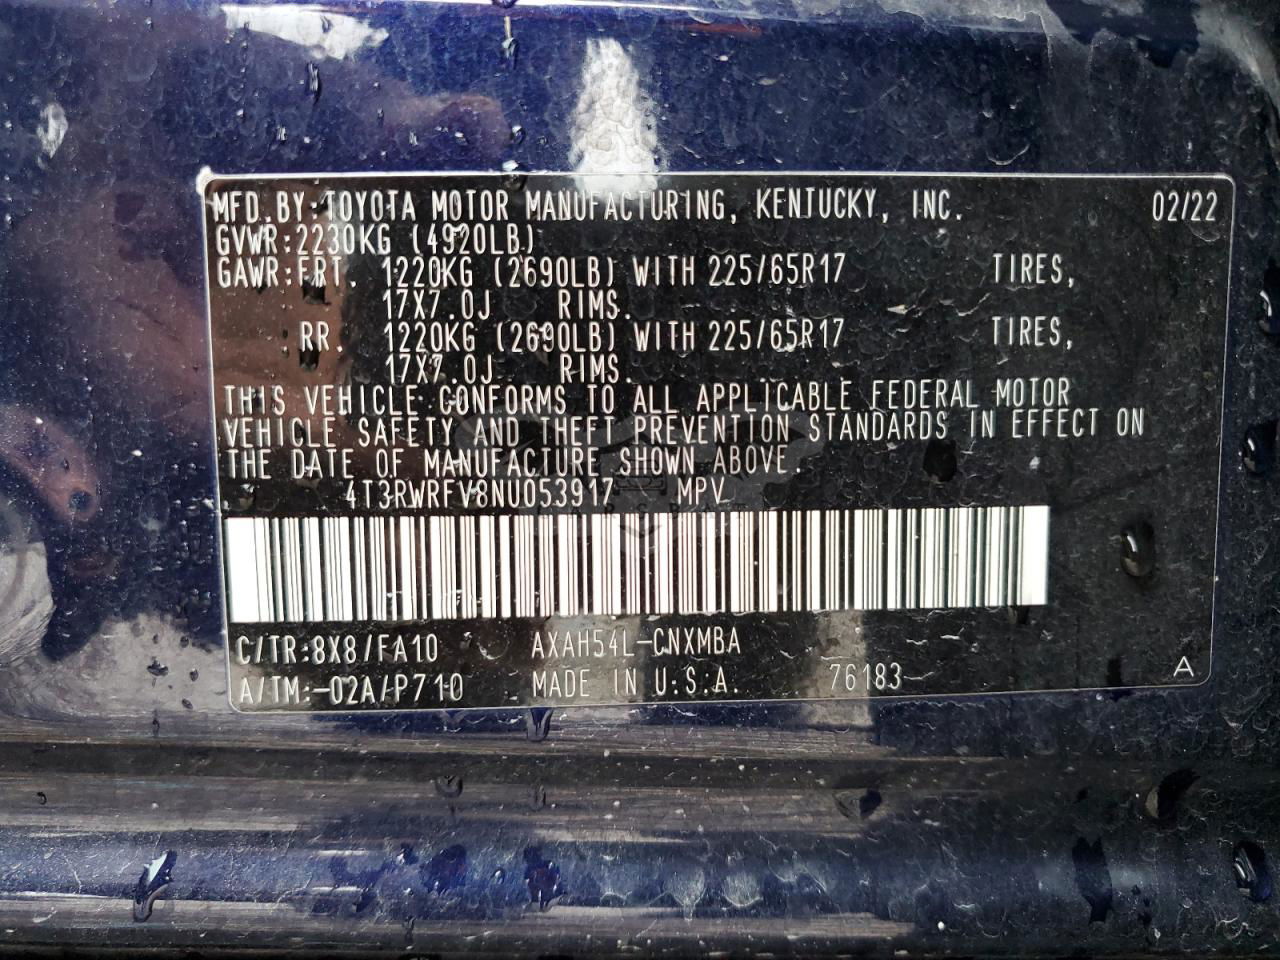 MFD.BY:TOYOTA MOTOR MANUFACTURING, KENTUCKY, INC. 02/22
GVWR:2230KG (4920LB)
GAWR:FRT. 1220KG (2690LB) WITH 225/65R17 TIRES,
17X7.0J RIMS.
RR. 1220KG (2690LB) WITH 225/65R17 TIRES,
17X7.0J RIMS.
THIS VEHICLE CONFORMS TO ALL APPLICABLE FEDERAL MOTOR
VEHICLE SAFETY AND THEFT PREVENTION STANDARDS IN EFFECT ON
THE DATE OF MANUFACTURE SHOWN ABOVE.
4T3RWRFV8NU053917 MPV
C/TR:8X8/FA10 AXAH54L-CNXMBA
A/TM:-02A/P710 MADE IN U.S.A. 76183 A